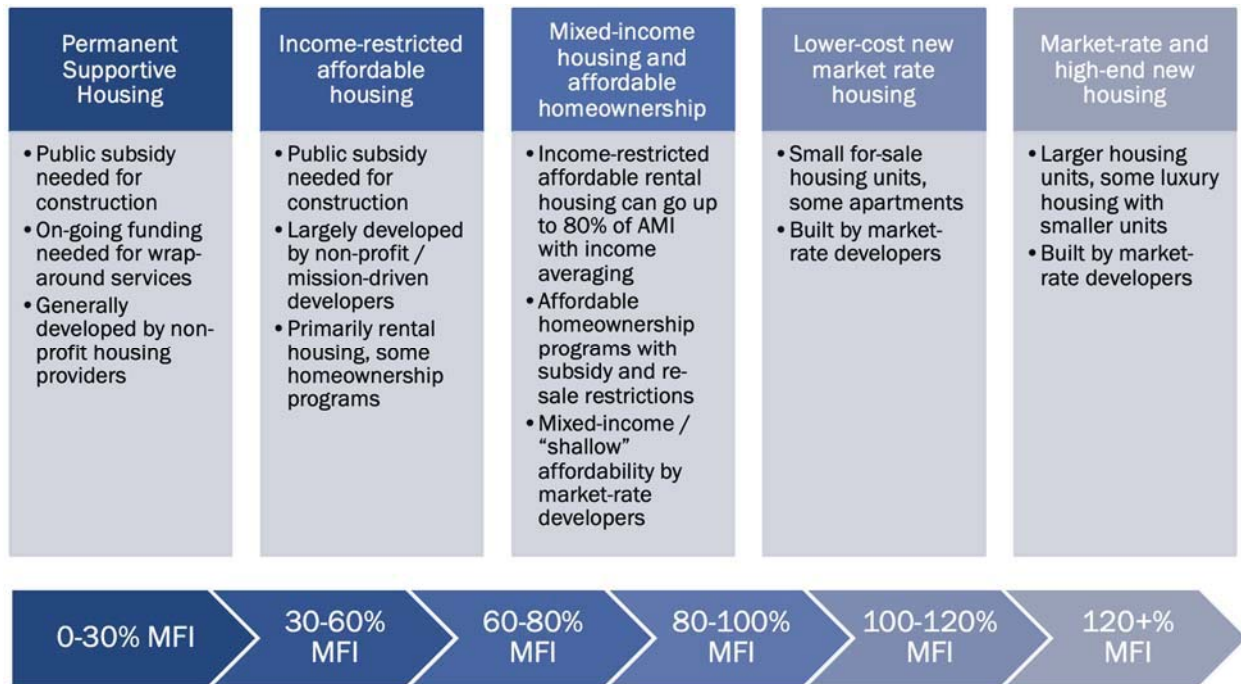 Permanent
Supportive
Housing
• Public subsidy
needed for
construction
• On-going funding
needed for wrap-
around services
• Generally
developed by non-
profit housing
providers
Income-restricted
affordable
housing
• Public subsidy
needed for
construction
• Largely developed
by non-profit /
mission-driven
developers
• Primarily rental
housing, some
homeownership
programs
Mixed-income
housing and
affordable
homeownership
• Income-restricted
affordable rental
housing can go up
to 80% of AMI
with income
averaging
• Affordable
homeownership
programs with
subsidy and re-
sale restrictions
• Mixed-income /
“shallow”
affordability by
market-rate
developers
Lower-cost new
market rate
housing
• Small for-sale
housing units,
some apartments
• Built by market-
rate developers
Market-rate and
high-end new
housing
• Larger housing
units, some luxury
housing with
smaller units
• Built by market-
rate developers
0-30% MFI
30-60%
MFI
60-80%
MFI
80-100%
MFI
100-120%
MFI
120+%
MFI